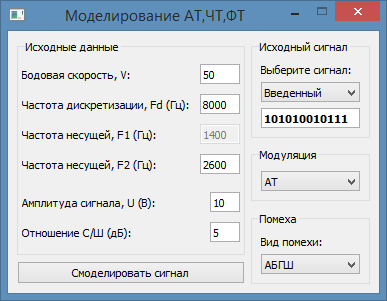 Моделирование АТ,ЧТ,ФТ
Исходные данные
Бодовая скорость, V:
50
Частота дискретизации, Fd (Гц):
8000
Частота несущей, F1 (Гц):
1400
Частота несущей, F2 (Гц):
2600
Амплитуда сигнала, U (В):
10
Отношение С/Ш (дБ):
5
Смоделировать сигнал
Исходный сигнал
Выберите сигнал:
Введенный
101010010111
Модуляция
АТ
Помеха
Вид помехи:
АБГШ